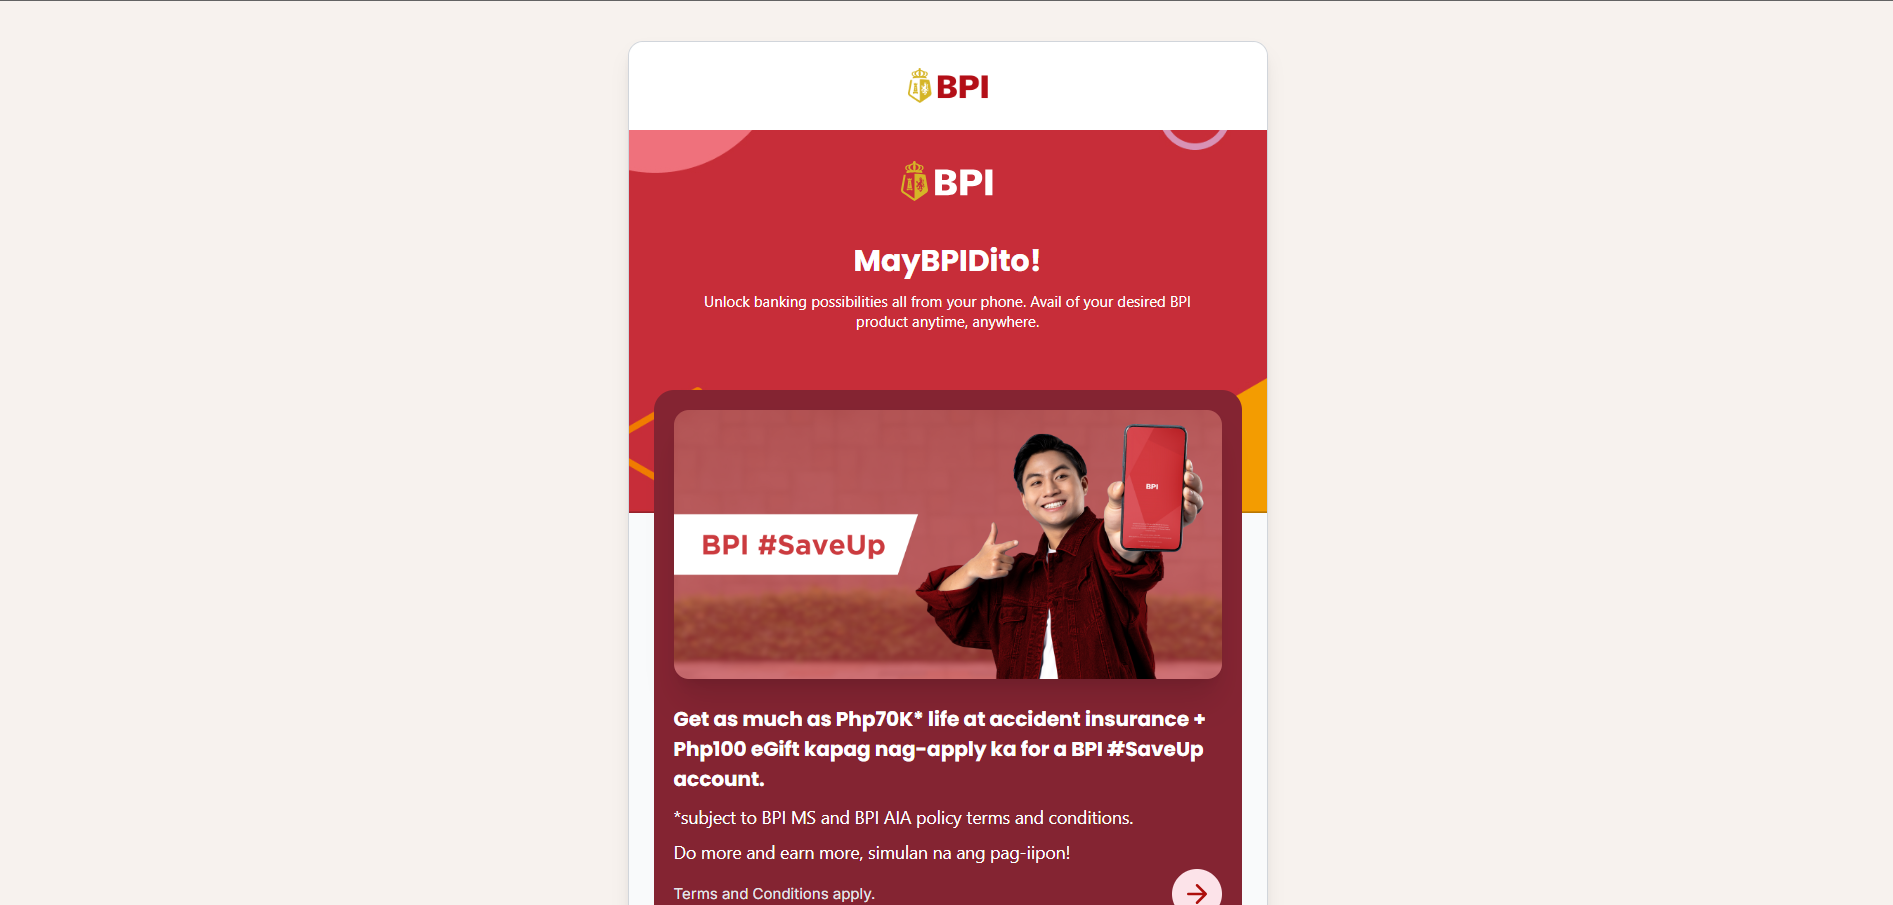 BPI
BPI
MayBPIDito!
Unlock banking possibilities all from your phone. Avail of your desired BPI
product anytime, anywhere.
BPI
BPI #SaveUp
Get as much as Php70K* life at accident insurance +
Php100 eGift kapag nag-apply ka for a BPI #SaveUp
account.
*subject to BPI MS and BPI AIA policy terms and conditions.
Do more and earn more, simulan na ang pag-iipon!
Terms and Conditions apply.